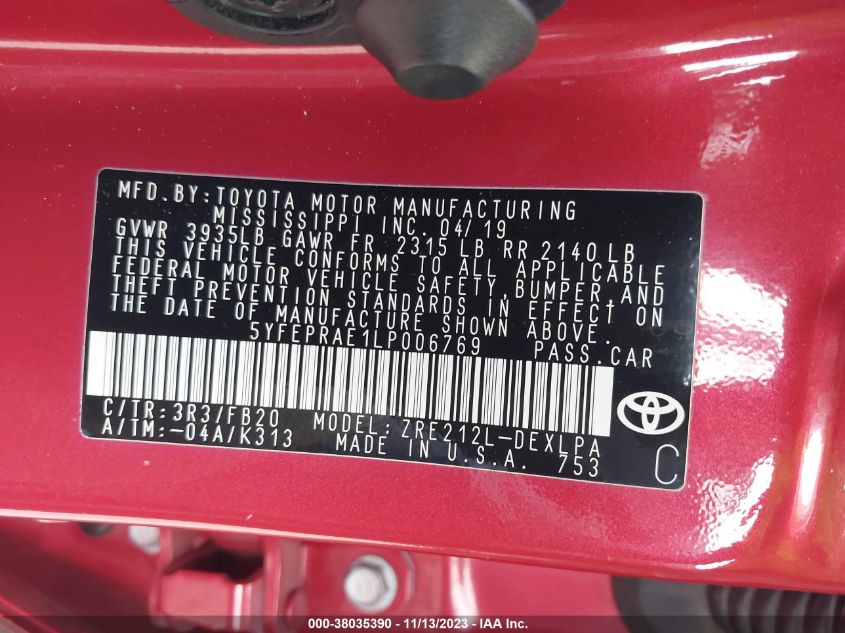 MFD.BY:TOYOTA MOTOR MANUFACTURING
MISSISSIPPI INC. 04/19
GVWR 3935LB GAWR FR 2315 LB RR 2140 LB
THIS VEHICLE CONFORMS TO ALL APPLICABLE
FEDERAL MOTOR VEHICLE SAFETY, BUMPER, AND
THEFT PREVENTION STANDARDS IN EFFECT ON
THE DATE OF MANUFACTURE SHOWN ABOVE.
5YFEPRAE1LP006769 PASS.CAR
C/TR:3R3/FB20 MODEL:ZRE212L-DEXLPA
A/TM:-04A/K313 MADE IN U.S.A. 753
C
000-38035390 - 11/13/2023 - IAA Inc.